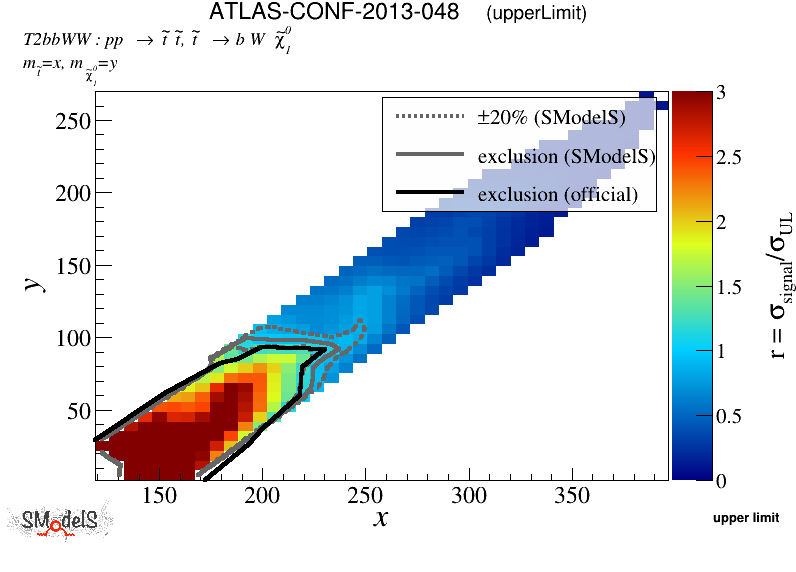 ATLAS-CONF-2013-048 (upperLimit)
T2bbWW : pp → t̃ t̃, t̃ → b W χ̃⁰₁
m_t̃=x, m_χ̃⁰₁=y
±20% (SModelS)
exclusion (SModelS)
exclusion (official)
250
200
150
100
50
y
150
200
250
300
350
x
3
2.5
2
1.5
1
0.5
0
r = σ_signal/σ_UL
SModelS
upper limit